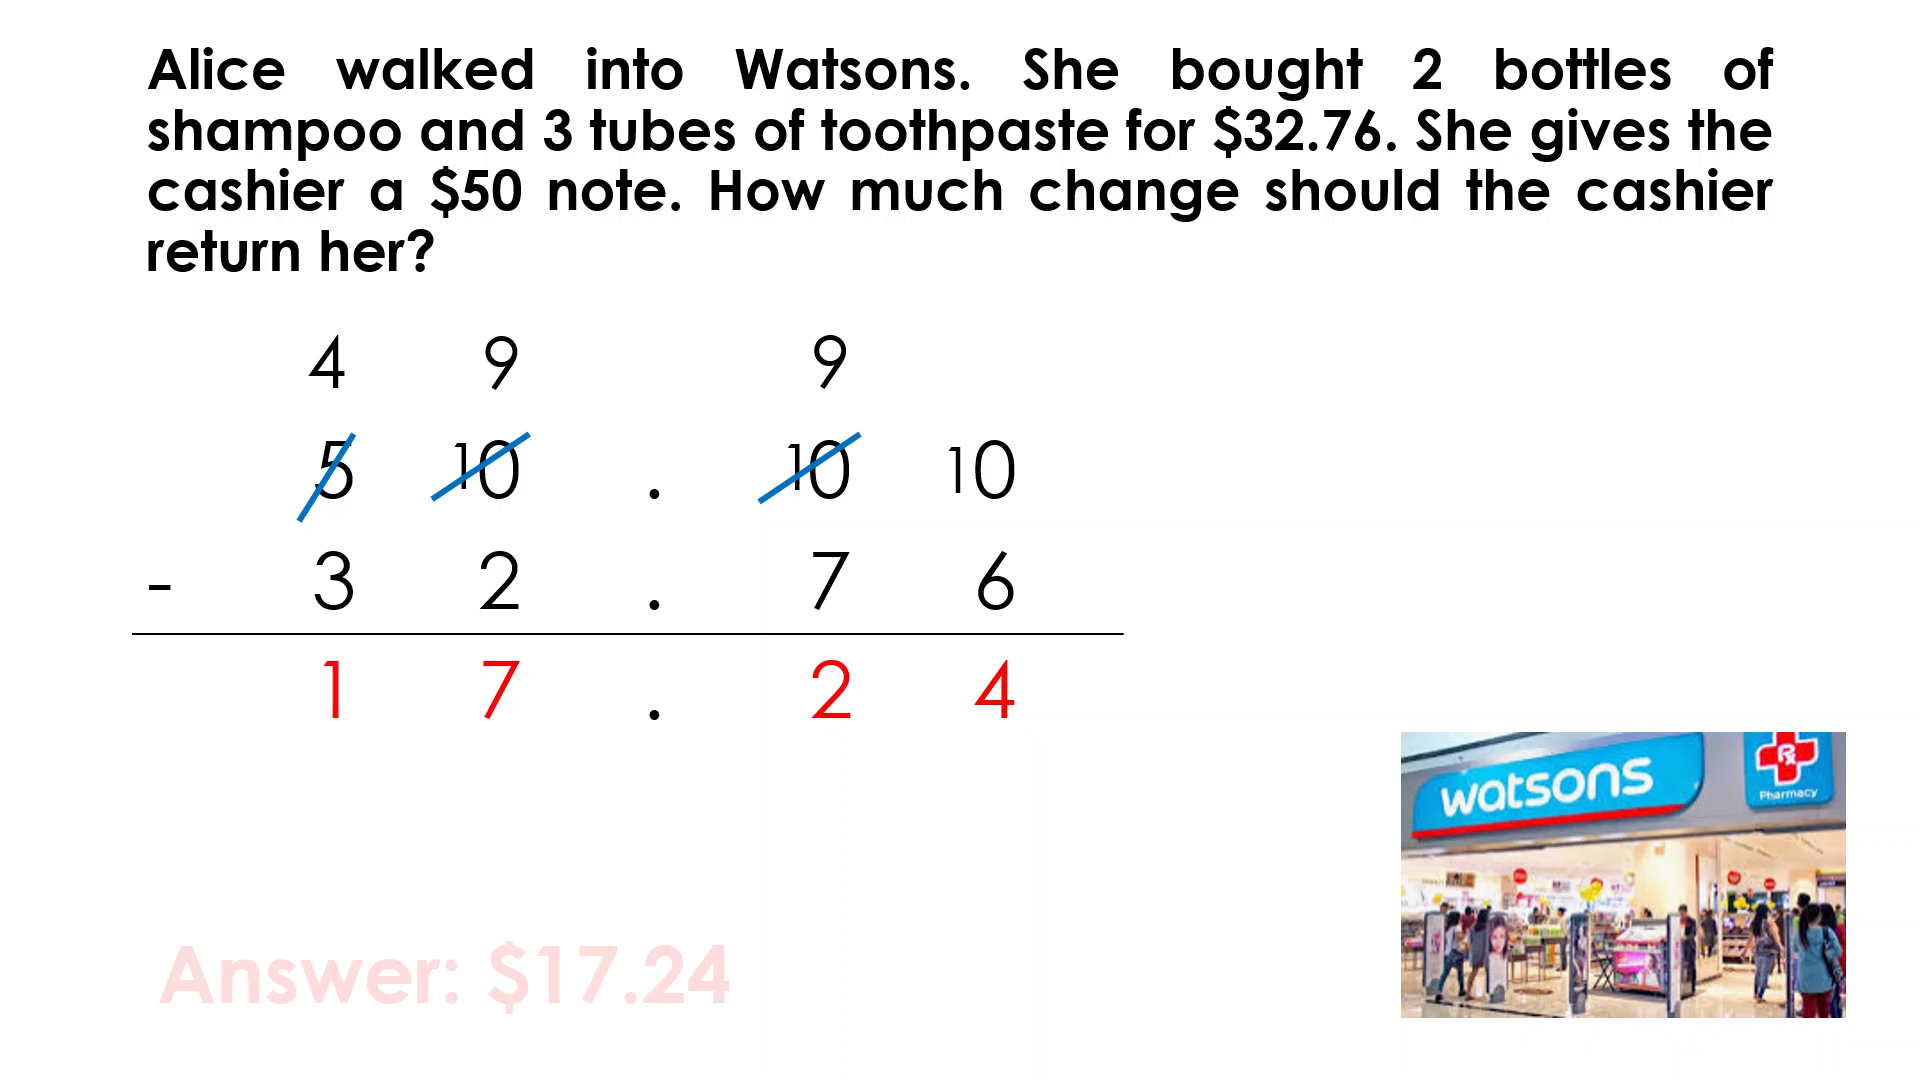 Alice walked into Watsons. She bought 2 bottles of
shampoo and 3 tubes of toothpaste for $32.76. She gives the
cashier a $50 note. How much change should the cashier
return her?
4 9 9
5 10 . 10 10
- 3 2 . 7 6
1 7 . 2 4
watsons
Rx
Pharmacy
Answer: $17.24